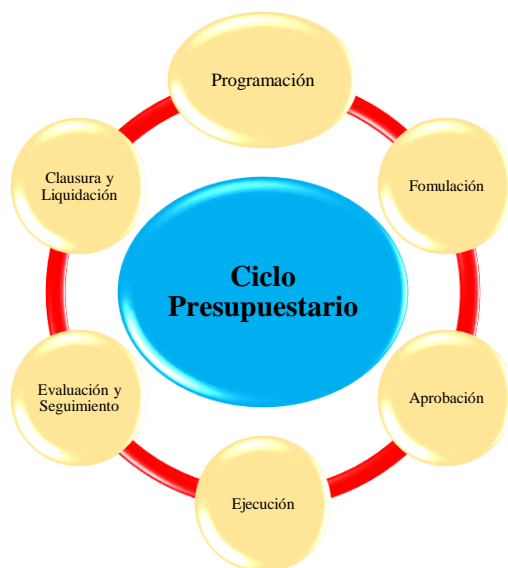 Programación
Fomulación
Aprobación
Ejecución
Evaluación y
Seguimiento
Clausura y
Liquidación
Ciclo
Presupuestario